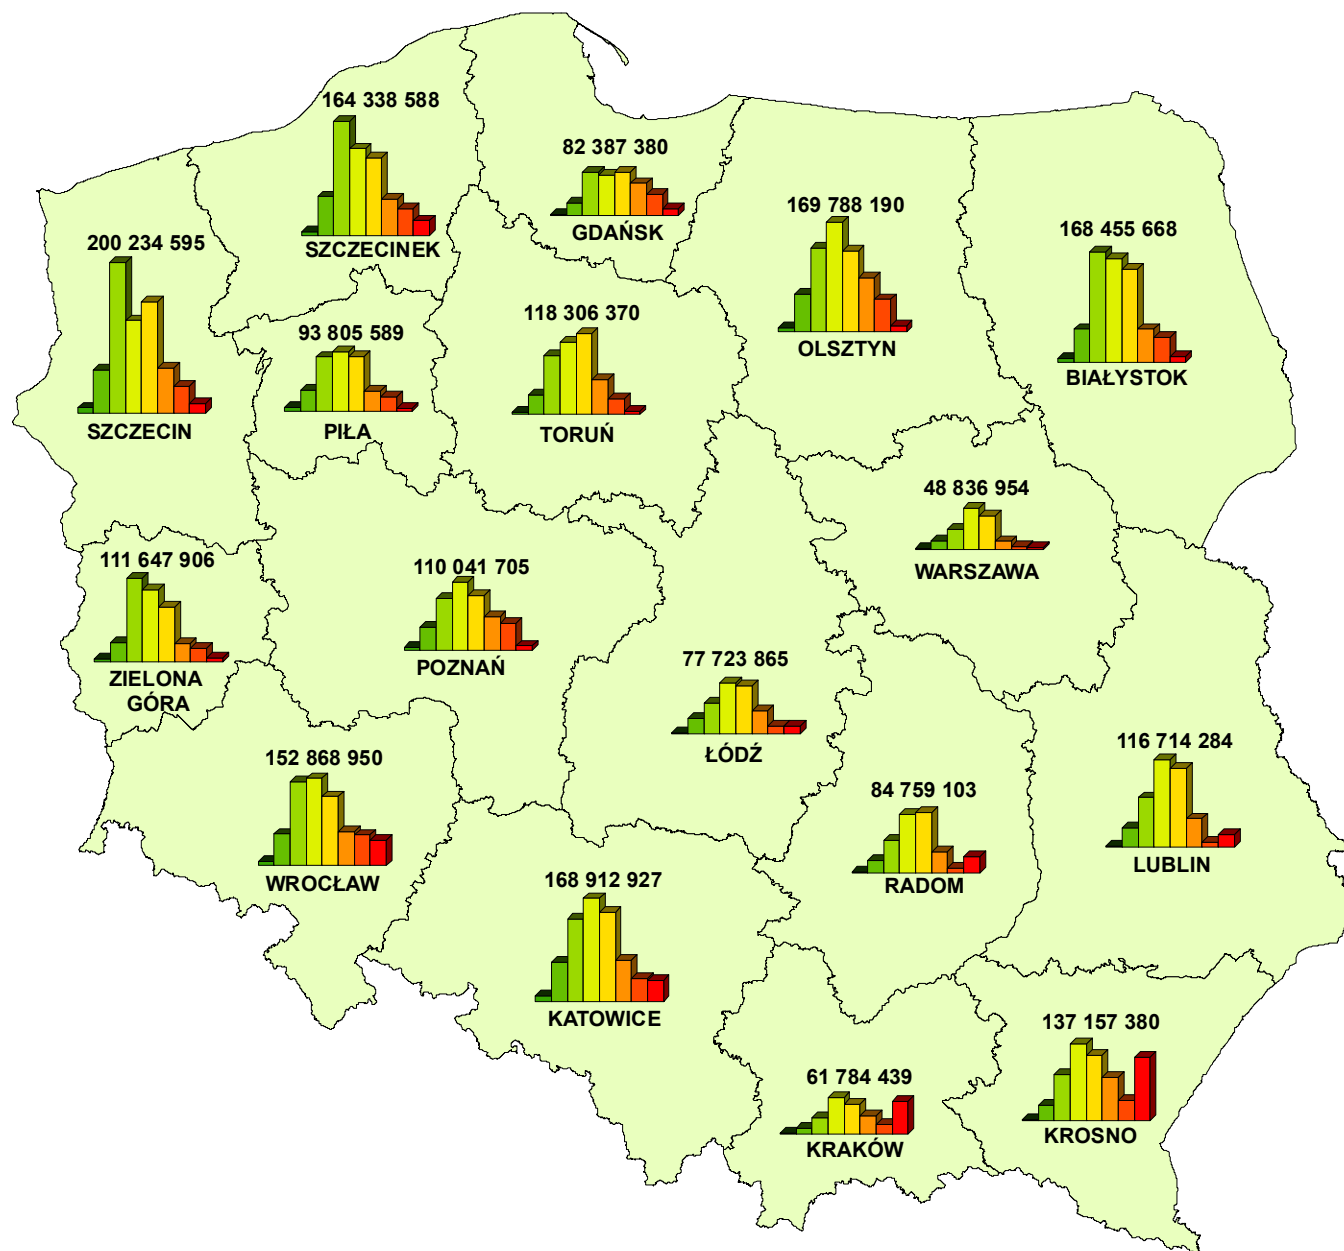 164 338 588
SZCZECINEK
82 387 380
GDAŃSK
169 788 190
OLSZTYN
168 455 668
BIAŁYSTOK
200 234 595
SZCZECIN
93 805 589
PIŁA
118 306 370
TORUŃ
48 836 954
WARSZAWA
111 647 906
ZIELONA
GÓRA
110 041 705
POZNAŃ
77 723 865
ŁÓDŹ
152 868 950
WROCŁAW
84 759 103
RADOM
116 714 284
LUBLIN
168 912 927
KATOWICE
61 784 439
KRAKÓW
137 157 380
KROSNO